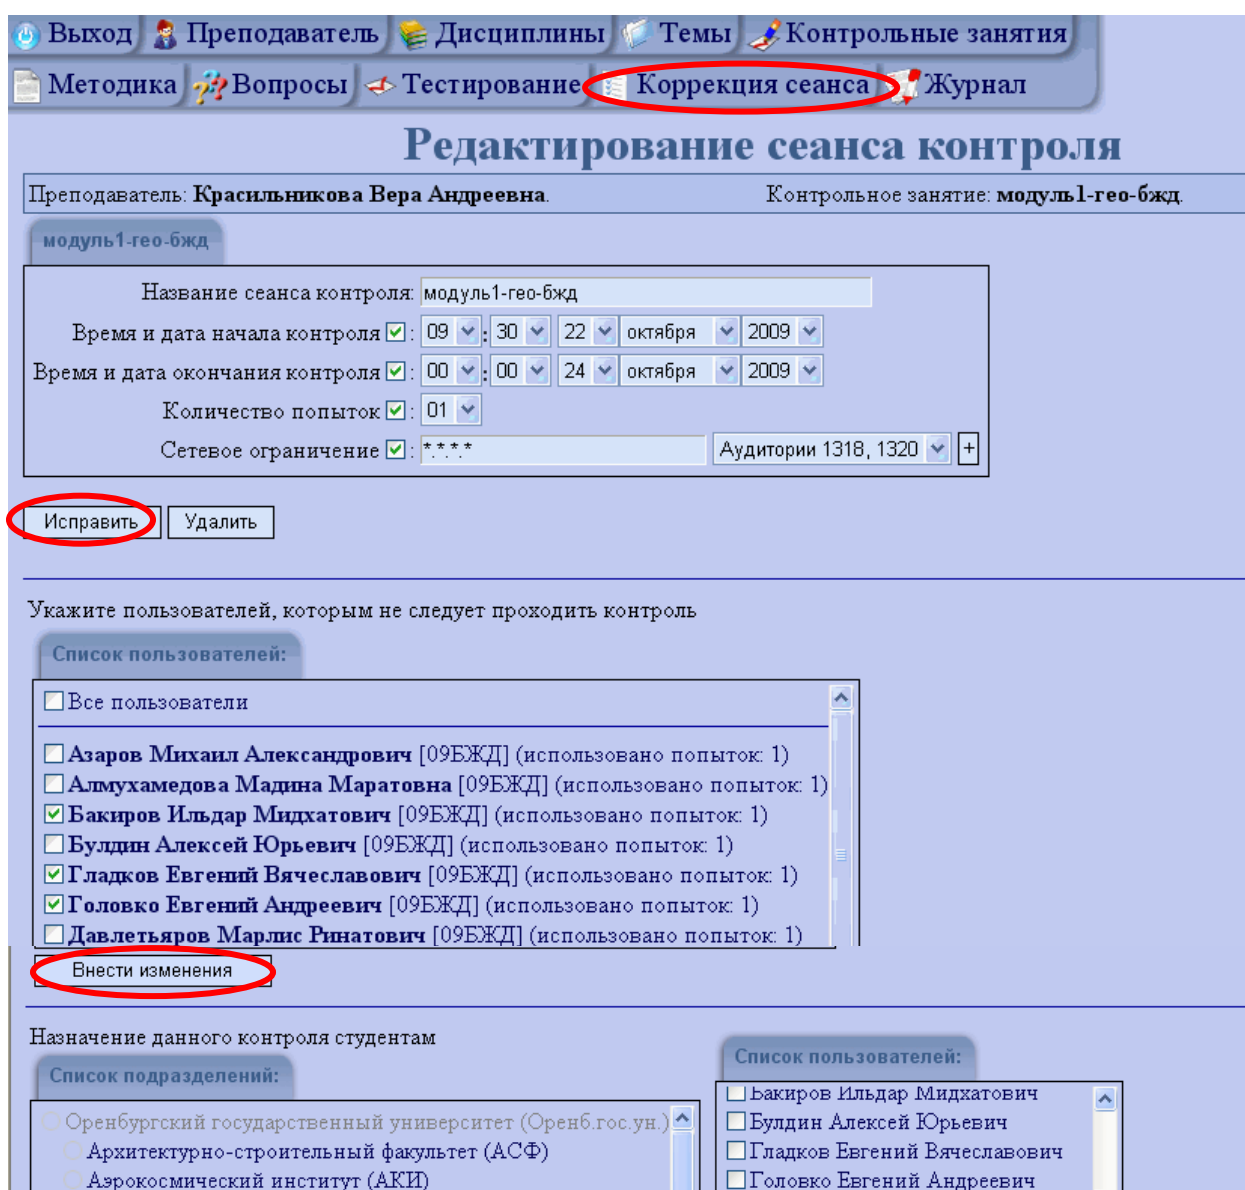 Выход Преподаватель Дисциплины Темы Контрольные занятия
Методика Вопросы Тестирование Коррекция сеанса Журнал
Редактирование сеанса контроля
Преподаватель: Красильникова Вера Андреевна. Контрольное занятие: модуль1-гео-бжд.
модуль1-гео-бжд
Название сеанса контроля: модуль1-гео-бжд
Время и дата начала контроля : 09 : 30 22 октября 2009
Время и дата окончания контроля : 00 : 00 24 октября 2009
Количество попыток : 01
Сетевое ограничение : *.*.*.* Аудитории 1318, 1320 +
Исправить Удалить
Укажите пользователей, которым не следует проходить контроль
Список пользователей:
Все пользователи
Азаров Михаил Александрович [09БЖД] (использовано попыток: 1)
Алмухамедова Мадина Маратовна [09БЖД] (использовано попыток: 1)
Бакиров Ильдар Мидхатович [09БЖД] (использовано попыток: 1)
Булдин Алексей Юрьевич [09БЖД] (использовано попыток: 1)
Гладков Евгений Вячеславович [09БЖД] (использовано попыток: 1)
Головко Евгений Андреевич [09БЖД] (использовано попыток: 1)
Давлетьяров Марлис Ринатович [09БЖД] (использовано попыток: 1)
Внести изменения
Назначение данного контроля студентам
Список подразделений:
Оренбургский государственный университет (Оренб.гос.ун.)
Архитектурно-строительный факультет (АСФ)
Аэрокосмический институт (АКИ)
Список пользователей:
Бакиров Ильдар Мидхатович
Булдин Алексей Юрьевич
Гладков Евгений Вячеславович
Головко Евгений Андреевич